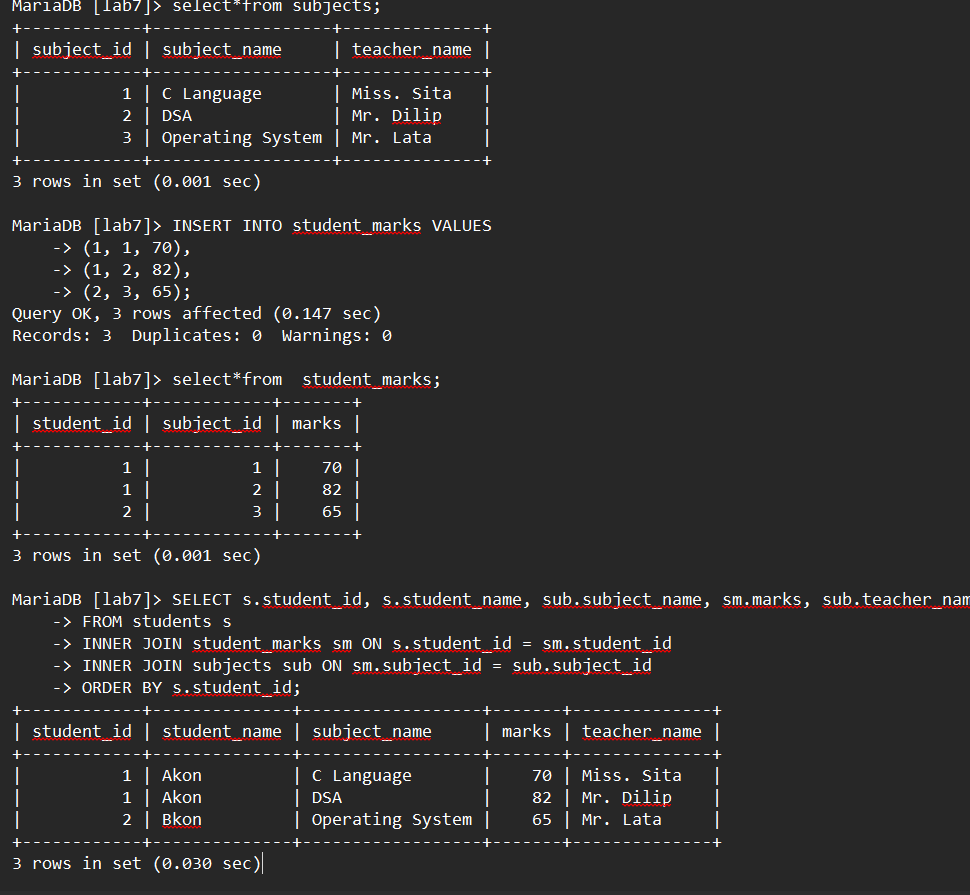 MariaDB [lab7]> select*from subjects;
+------------+------------------+--------------+
| subject_id | subject_name     | teacher_name |
+------------+------------------+--------------+
|          1 | C Language       | Miss. Sita   |
|          2 | DSA              | Mr. Dilip    |
|          3 | Operating System | Mr. Lata     |
+------------+------------------+--------------+
3 rows in set (0.001 sec)

MariaDB [lab7]> INSERT INTO student_marks VALUES
    -> (1, 1, 70),
    -> (1, 2, 82),
    -> (2, 3, 65);
Query OK, 3 rows affected (0.147 sec)
Records: 3  Duplicates: 0  Warnings: 0

MariaDB [lab7]> select*from  student_marks;
+------------+------------+-------+
| student_id | subject_id | marks |
+------------+------------+-------+
|          1 |          1 |    70 |
|          1 |          2 |    82 |
|          2 |          3 |    65 |
+------------+------------+-------+
3 rows in set (0.001 sec)

MariaDB [lab7]> SELECT s.student_id, s.student_name, sub.subject_name, sm.marks, sub.teacher_nam
    -> FROM students s
    -> INNER JOIN student_marks sm ON s.student_id = sm.student_id
    -> INNER JOIN subjects sub ON sm.subject_id = sub.subject_id
    -> ORDER BY s.student_id;
+------------+--------------+------------------+-------+--------------+
| student_id | student_name | subject_name     | marks | teacher_name |
+------------+--------------+------------------+-------+--------------+
|          1 | Akon         | C Language       |    70 | Miss. Sita   |
|          1 | Akon         | DSA              |    82 | Mr. Dilip    |
|          2 | Bkon         | Operating System |    65 | Mr. Lata     |
+------------+--------------+------------------+-------+--------------+
3 rows in set (0.030 sec)